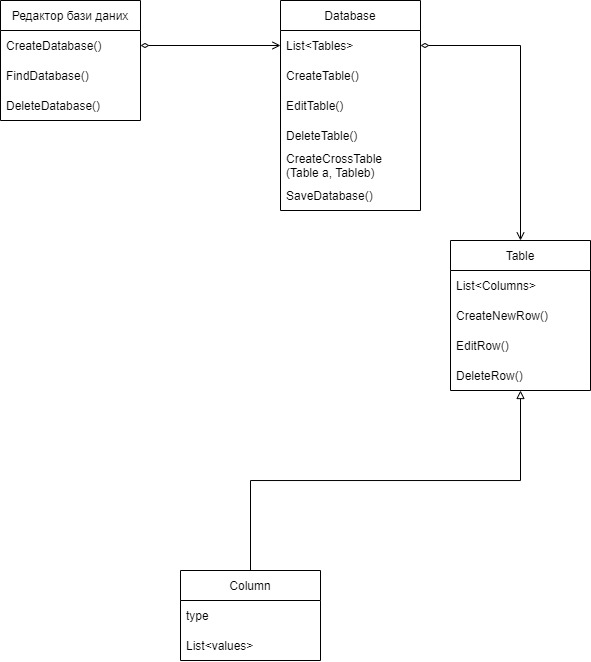 Редактор бази даних
CreateDatabase()
FindDatabase()
DeleteDatabase()
Database
List<Tables>
CreateTable()
EditTable()
DeleteTable()
CreateCrossTable
(Table a, Tableb)
SaveDatabase()
Table
List<Columns>
CreateNewRow()
EditRow()
DeleteRow()
Column
type
List<values>